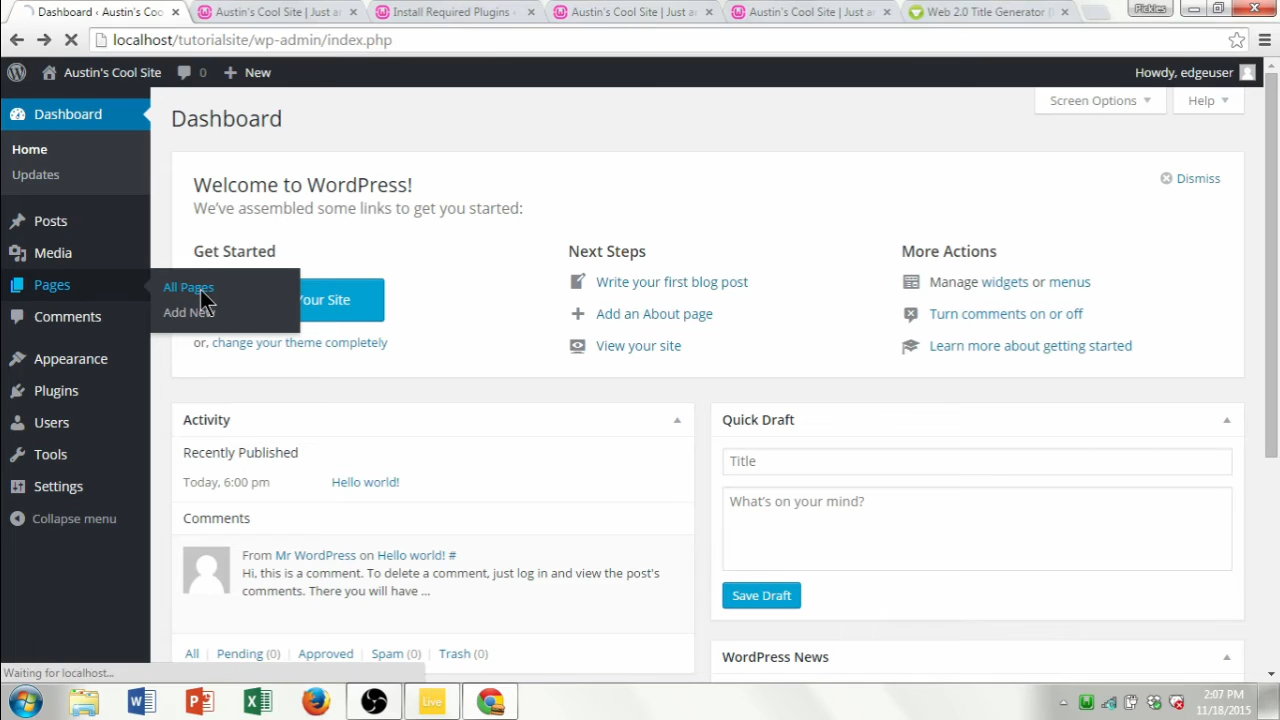 Dashboard ‹ Austin's Coo
Austin's Cool Site | Just an
Install Required Plugins ‹
Austin's Cool Site | Just an
Austin's Cool Site | Just an
Web 2.0 Title Generator (
Pickles
localhost/tutorialsite/wp-admin/index.php
Austin's Cool Site
0
New
Howdy, edgeuser
Dashboard
Home
Updates
Posts
Media
Pages
All Pages
Add New
Comments
Appearance
Plugins
Users
Tools
Settings
Collapse menu
Dashboard
Screen Options
Help
Welcome to WordPress!
We've assembled some links to get you started:
Dismiss
Get Started
Your Site
or, change your theme completely
Next Steps
Write your first blog post
Add an About page
View your site
More Actions
Manage widgets or menus
Turn comments on or off
Learn more about getting started
Activity
Recently Published
Today, 6:00 pm Hello world!
Comments
From Mr WordPress on Hello world! #
Hi, this is a comment. To delete a comment, just log in and view the post's
comments. There you will have ...
All Pending (0) Approved Spam (0) Trash (0)
Quick Draft
Title
What's on your mind?
Save Draft
WordPress News
Waiting for localhost...
Live
2:07 PM
11/18/2015